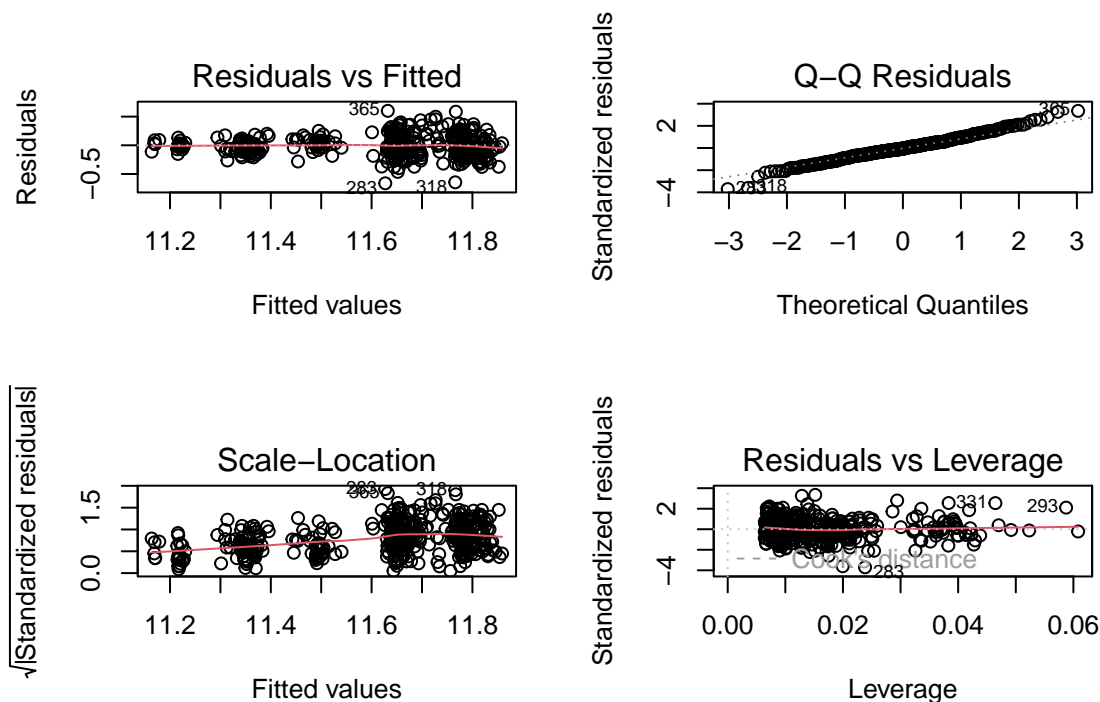 Residuals vs Fitted
Residuals
−0.5
365
283
318
11.2 11.4 11.6 11.8
Fitted values
Q−Q Residuals
Standardized residuals
2
−4
365
318
−3 −2 −1 0 1 2 3
Theoretical Quantiles
Scale−Location
√|Standardized residuals|
1.5
0.0
318
11.2 11.4 11.6 11.8
Fitted values
Residuals vs Leverage
Standardized residuals
2
−4
331
293
Cook's distance
283
0.00 0.02 0.04 0.06
Leverage